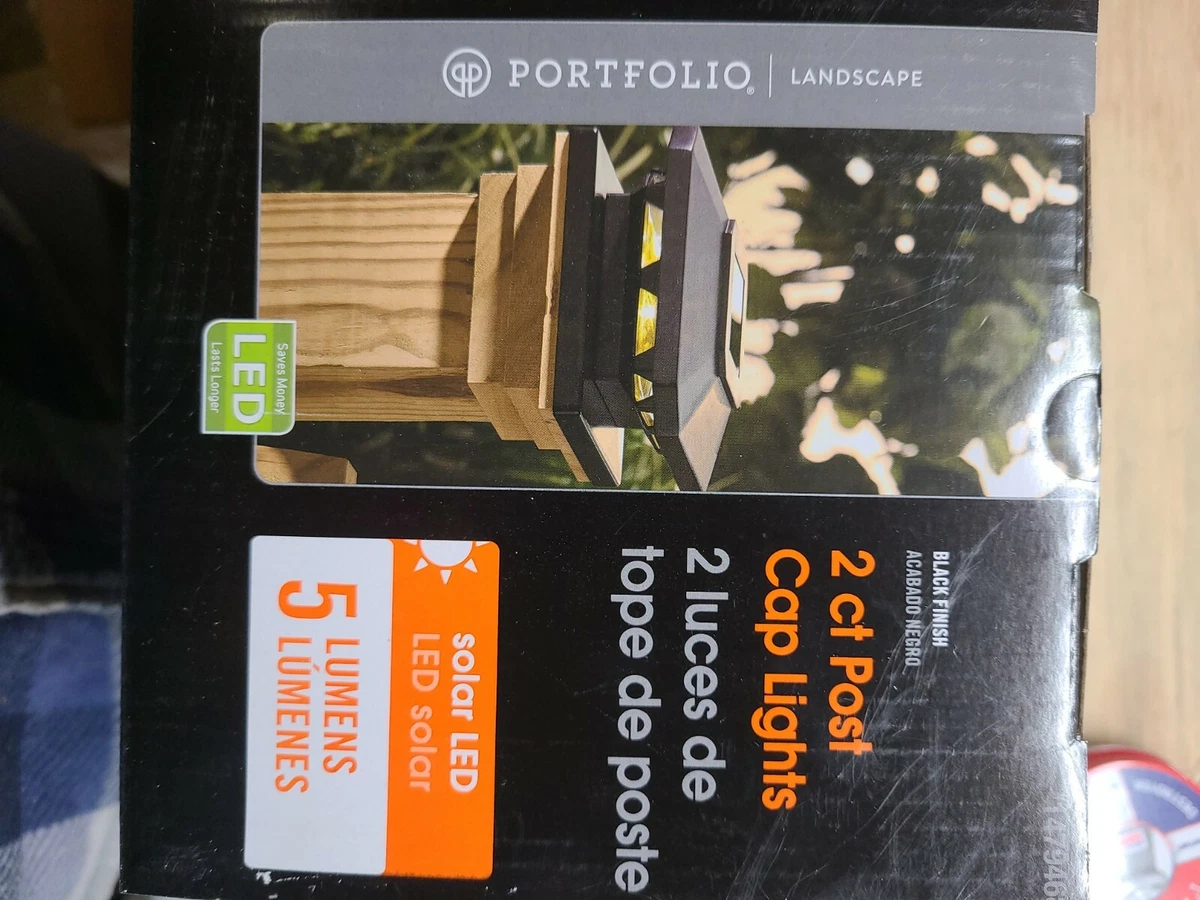 PORTFOLIO® | LANDSCAPE
BLACK FINISH
ACABADO NEGRO
2 ct Post
Cap Lights
2 luces de
tope de poste
solar LED
LED solar
5 LUMENS
LÚMENES
Saves Money
LED
Lasts Longer